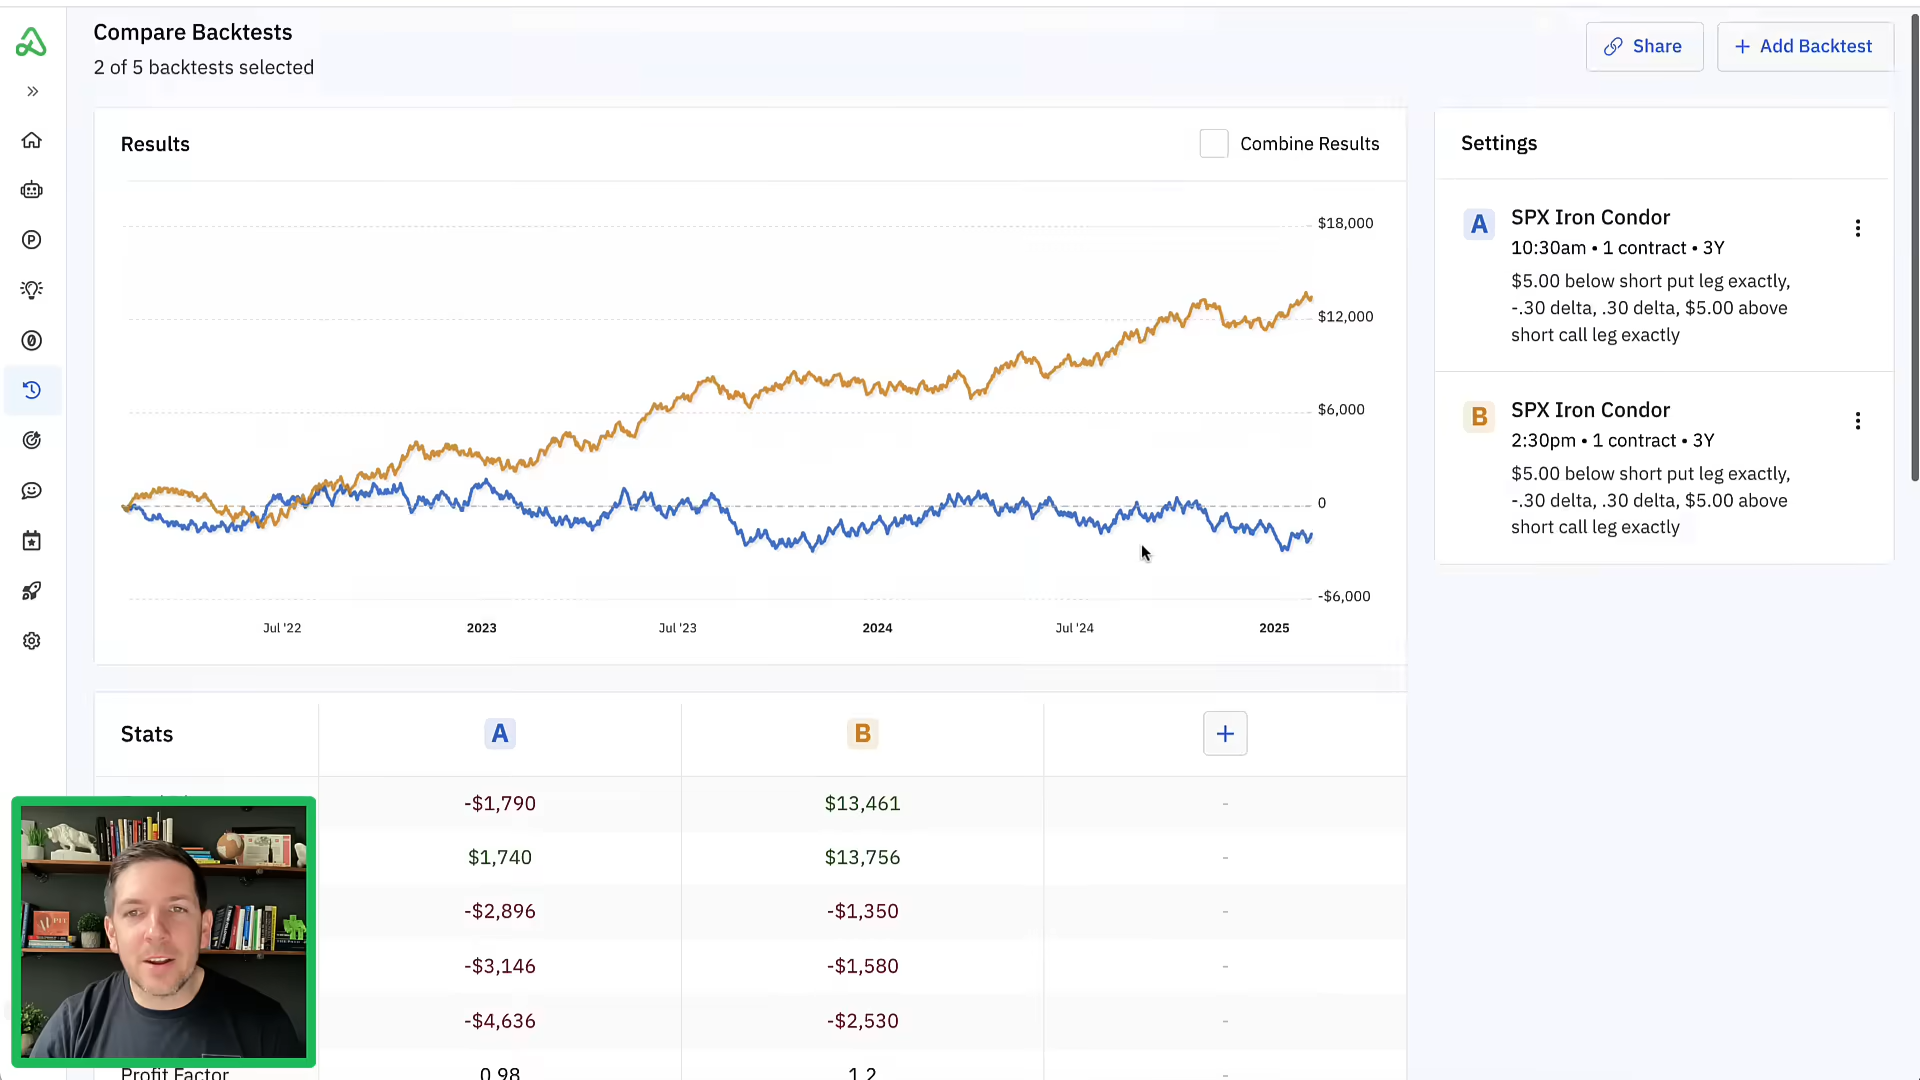 Compare Backtests
2 of 5 backtests selected
Share
+ Add Backtest
Results
Combine Results
$18,000
$12,000
$6,000
0
-$6,000
Jul '22
2023
Jul '23
2024
Jul '24
2025
Settings
A
SPX Iron Condor
10:30am • 1 contract • 3Y
$5.00 below short put leg exactly,
-.30 delta, .30 delta, $5.00 above
short call leg exactly
B
SPX Iron Condor
2:30pm • 1 contract • 3Y
$5.00 below short put leg exactly,
-.30 delta, .30 delta, $5.00 above
short call leg exactly
Stats
A
B
+
-$1,790
$13,461
-
$1,740
$13,756
-
-$2,896
-$1,350
-
-$3,146
-$1,580
-
-$4,636
-$2,530
-
Profit Factor
0.98
1.2
-